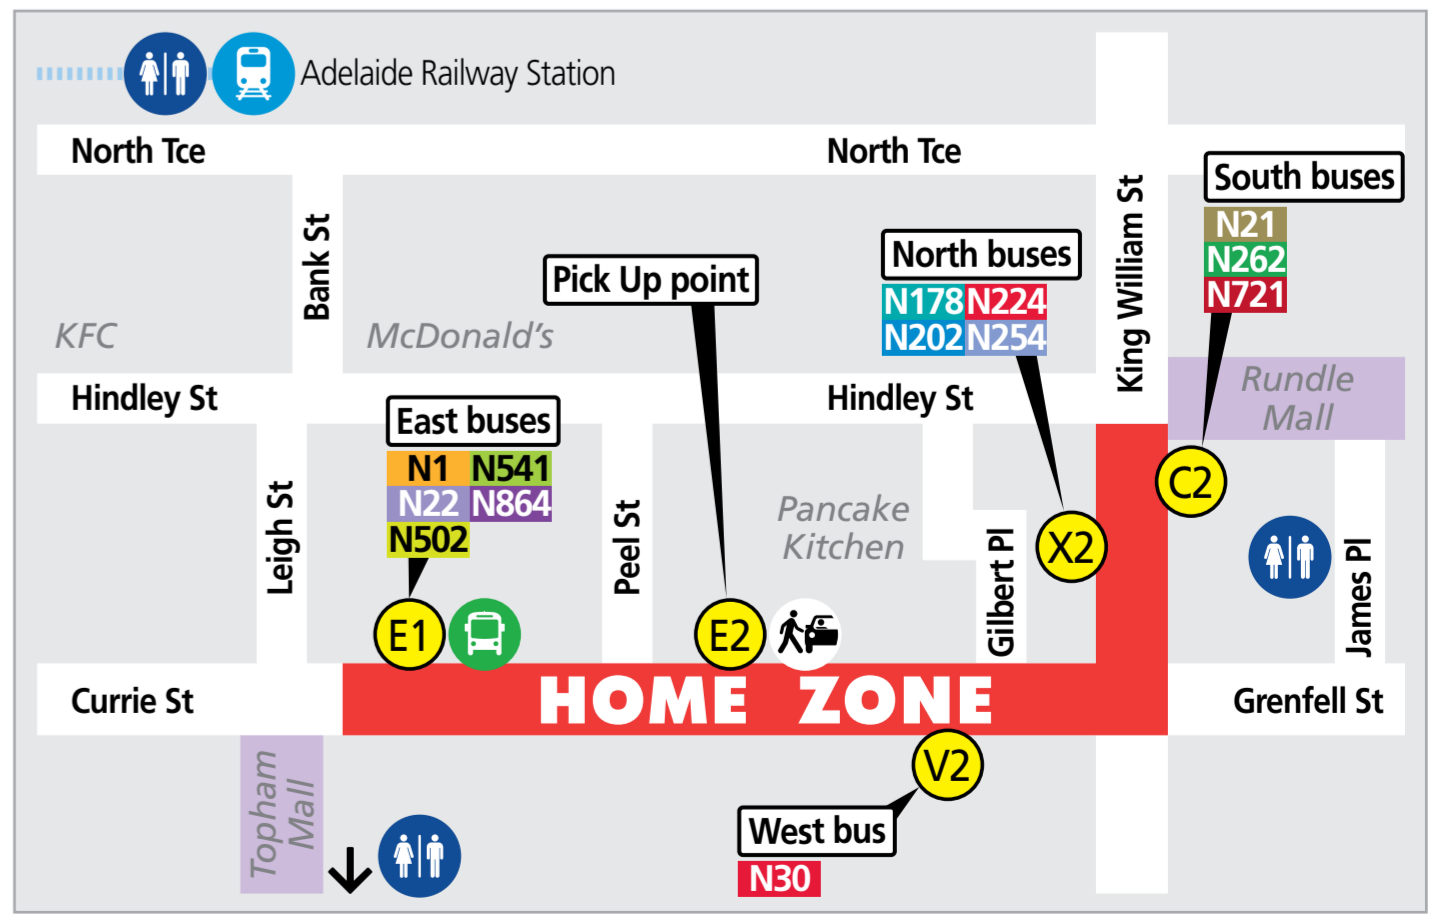 Adelaide Railway Station
North Tce
North Tce
South buses
N21
N262
N721
Bank St
King William St
North buses
N178 N224
N202 N254
Pick Up point
KFC
McDonald's
Rundle
Mall
Hindley St
Hindley St
East buses
N1 N541
N22 N864
N502
C2
Leigh St
Peel St
Pancake
Kitchen
Gilbert Pl
X2
James Pl
E1
E2
Currie St
HOME ZONE
Grenfell St
Topham
Mall
V2
West bus
N30